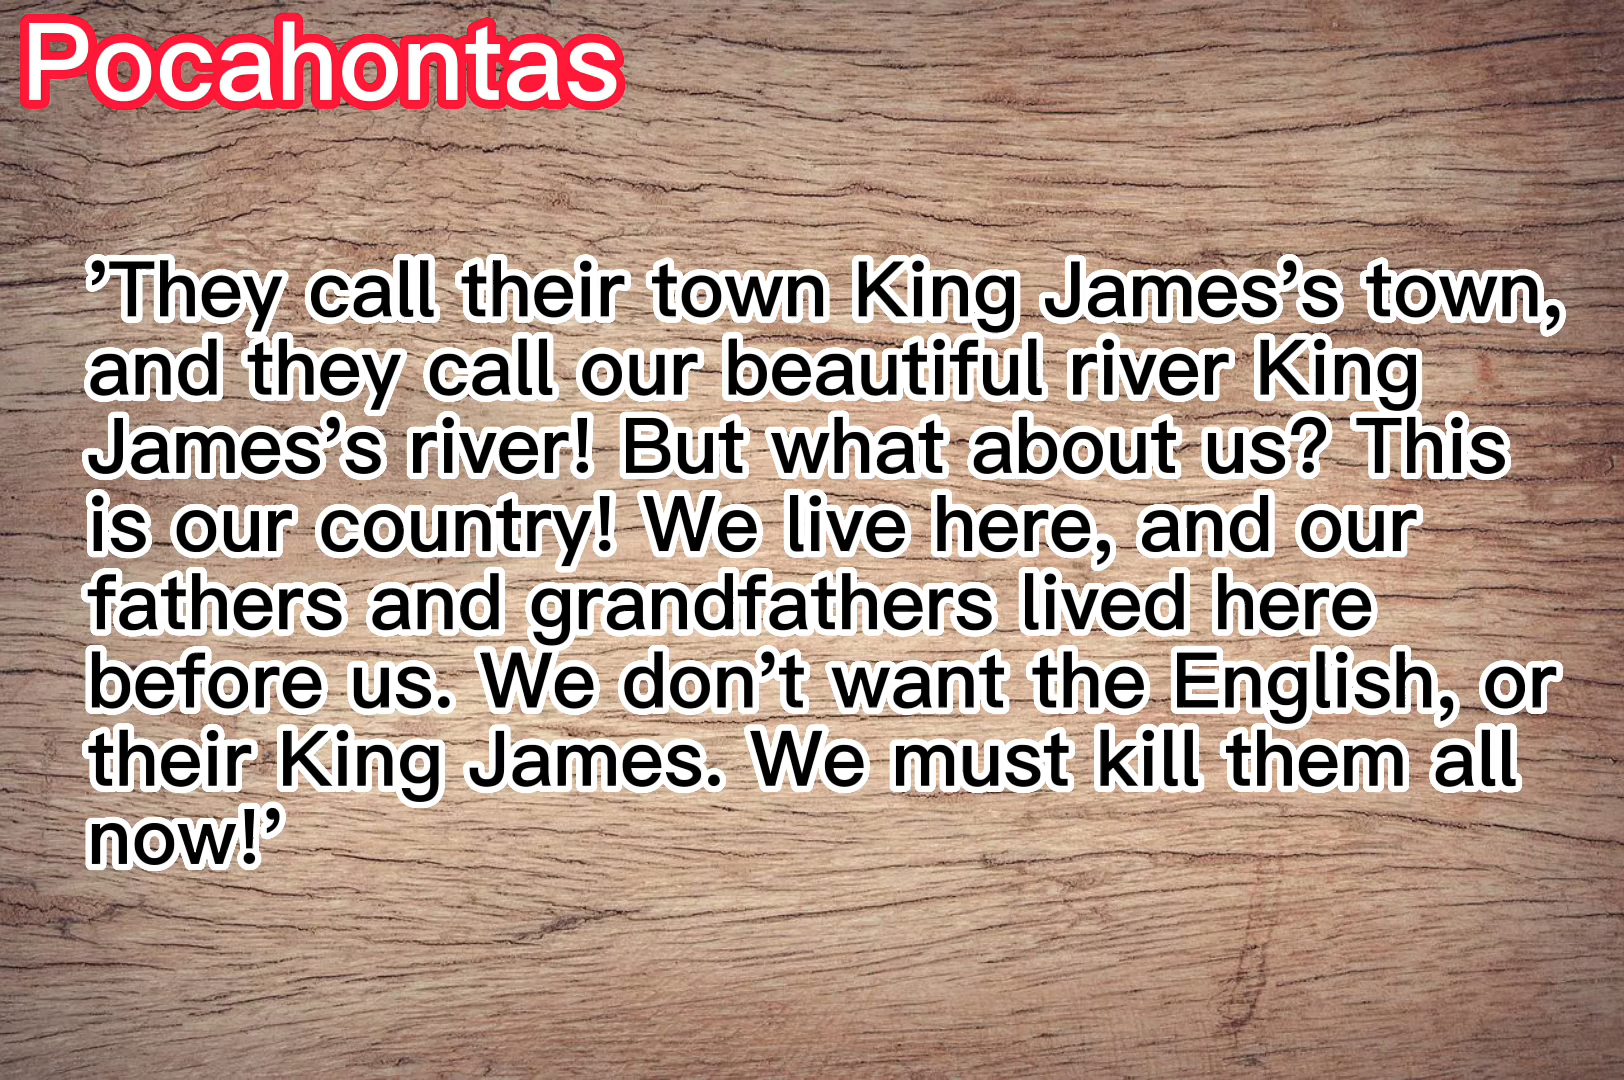 Pocahontas
’They call their town King James’s town,
and they call our beautiful river King
James’s river! But what about us? This
is our country! We live here, and our
fathers and grandfathers lived here
before us. We don’t want the English, or
their King James. We must kill them all
now!’